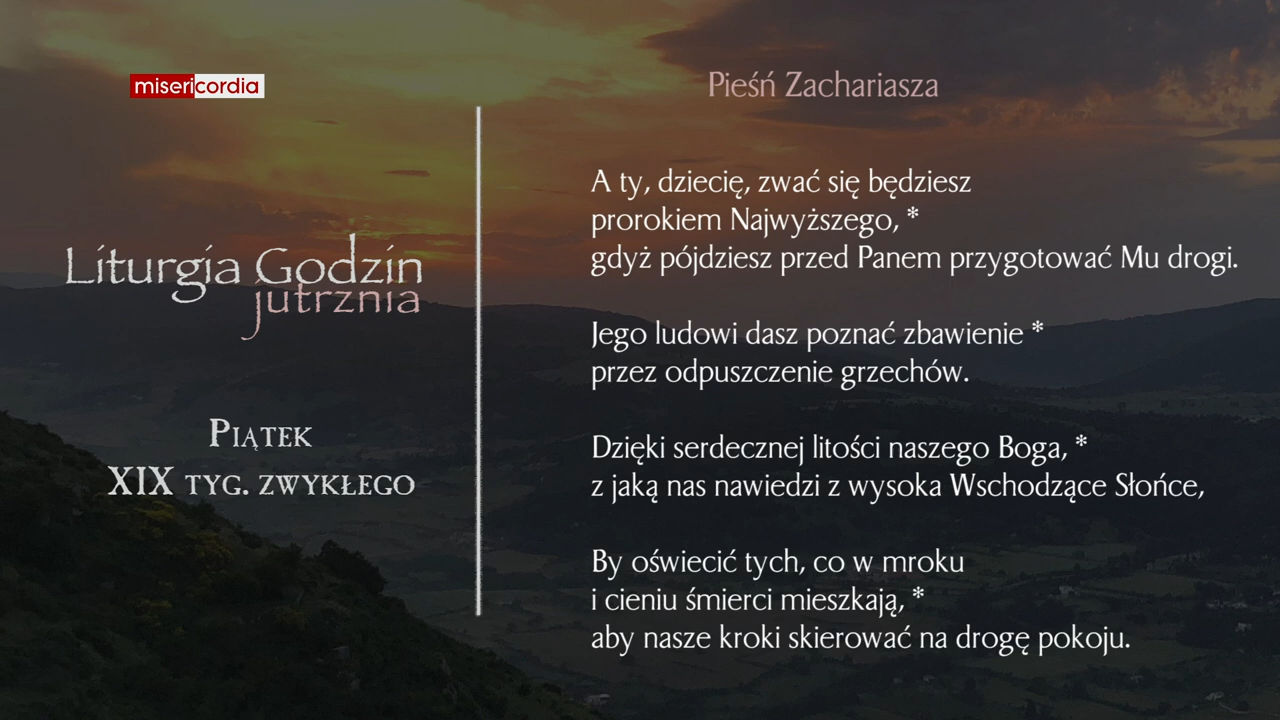 misericordia
Liturgia Godzin
jutrznia
Piątek
XIX tyg. zwykłego
Pieśń Zachariasza
A ty, dziecię, zwać się będziesz
prorokiem Najwyższego, *
gdyż pójdziesz przed Panem przygotować Mu drogi.
Jego ludowi dasz poznać zbawienie *
przez odpuszczenie grzechów.
Dzięki serdecznej litości naszego Boga, *
z jaką nas nawiedzi z wysoka Wschodzące Słońce,
By oświecić tych, co w mroku
i cieniu śmierci mieszkają, *
aby nasze kroki skierować na drogę pokoju.